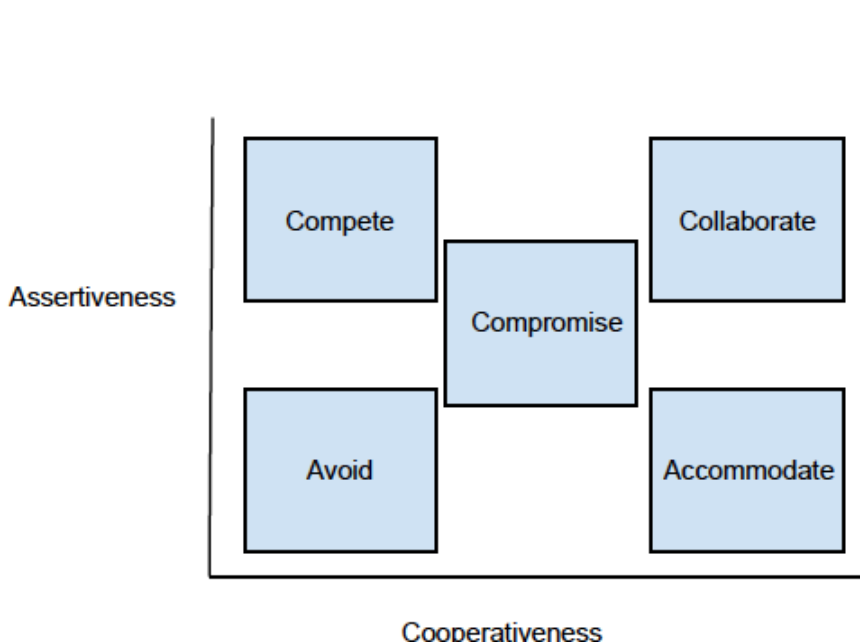 Compete
Collaborate
Assertiveness
Compromise
Avoid
Accommodate
Cooperativeness